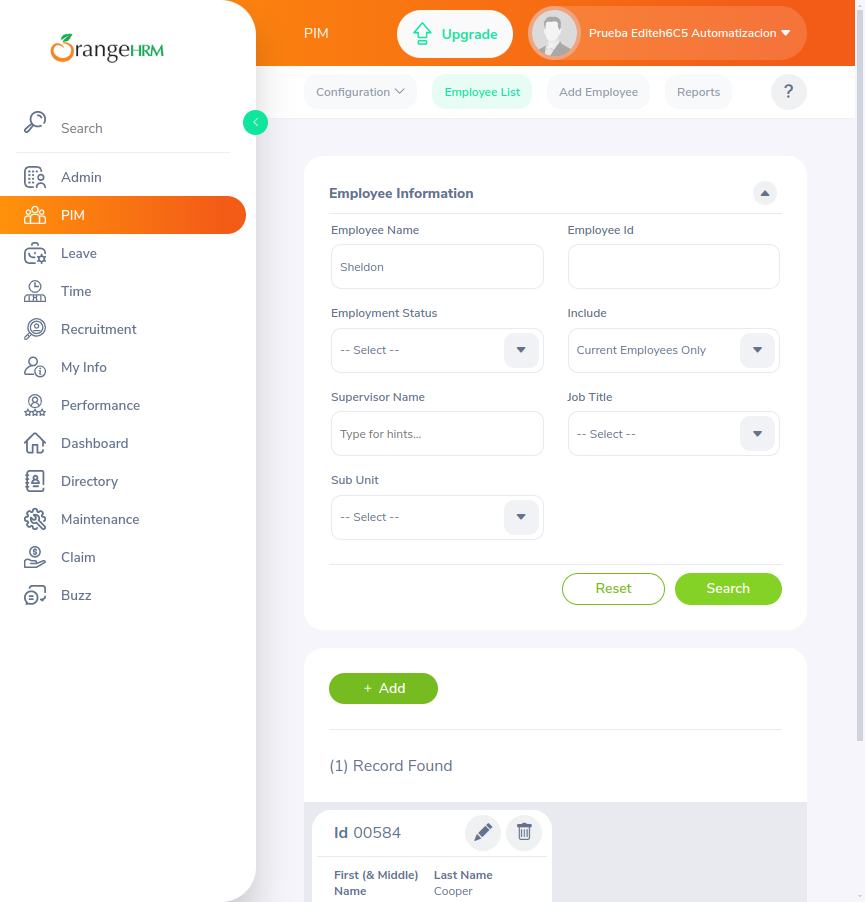 OrangeHRM
PIM
Upgrade
Prueba Editeh6C5 Automatizacion
Configuration
Employee List
Add Employee
Reports
?
Search
Admin
PIM
Leave
Time
Recruitment
My Info
Performance
Dashboard
Directory
Maintenance
Claim
Buzz
Employee Information
Employee Name
Employee Id
Sheldon
Employment Status
Include
-- Select --
Current Employees Only
Supervisor Name
Job Title
Type for hints...
-- Select --
Sub Unit
-- Select --
Reset
Search
+ Add
(1) Record Found
Id 00584
First (& Middle) Name
Last Name
Cooper